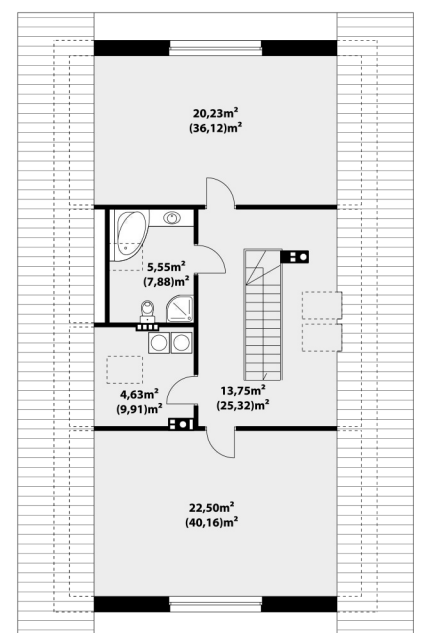 20,23m²
(36,12)m²
5,55m²
(7,88)m²
4,63m²
(9,91)m²
13,75m²
(25,32)m²
22,50m²
(40,16)m²